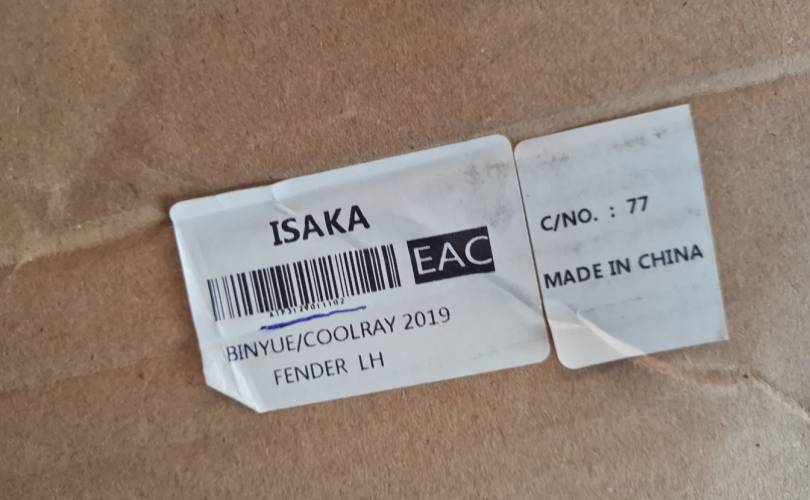 ISAKA
EAC
BINYUE/COOLRAY 2019
FENDER LH
C/NO. : 77
MADE IN CHINA